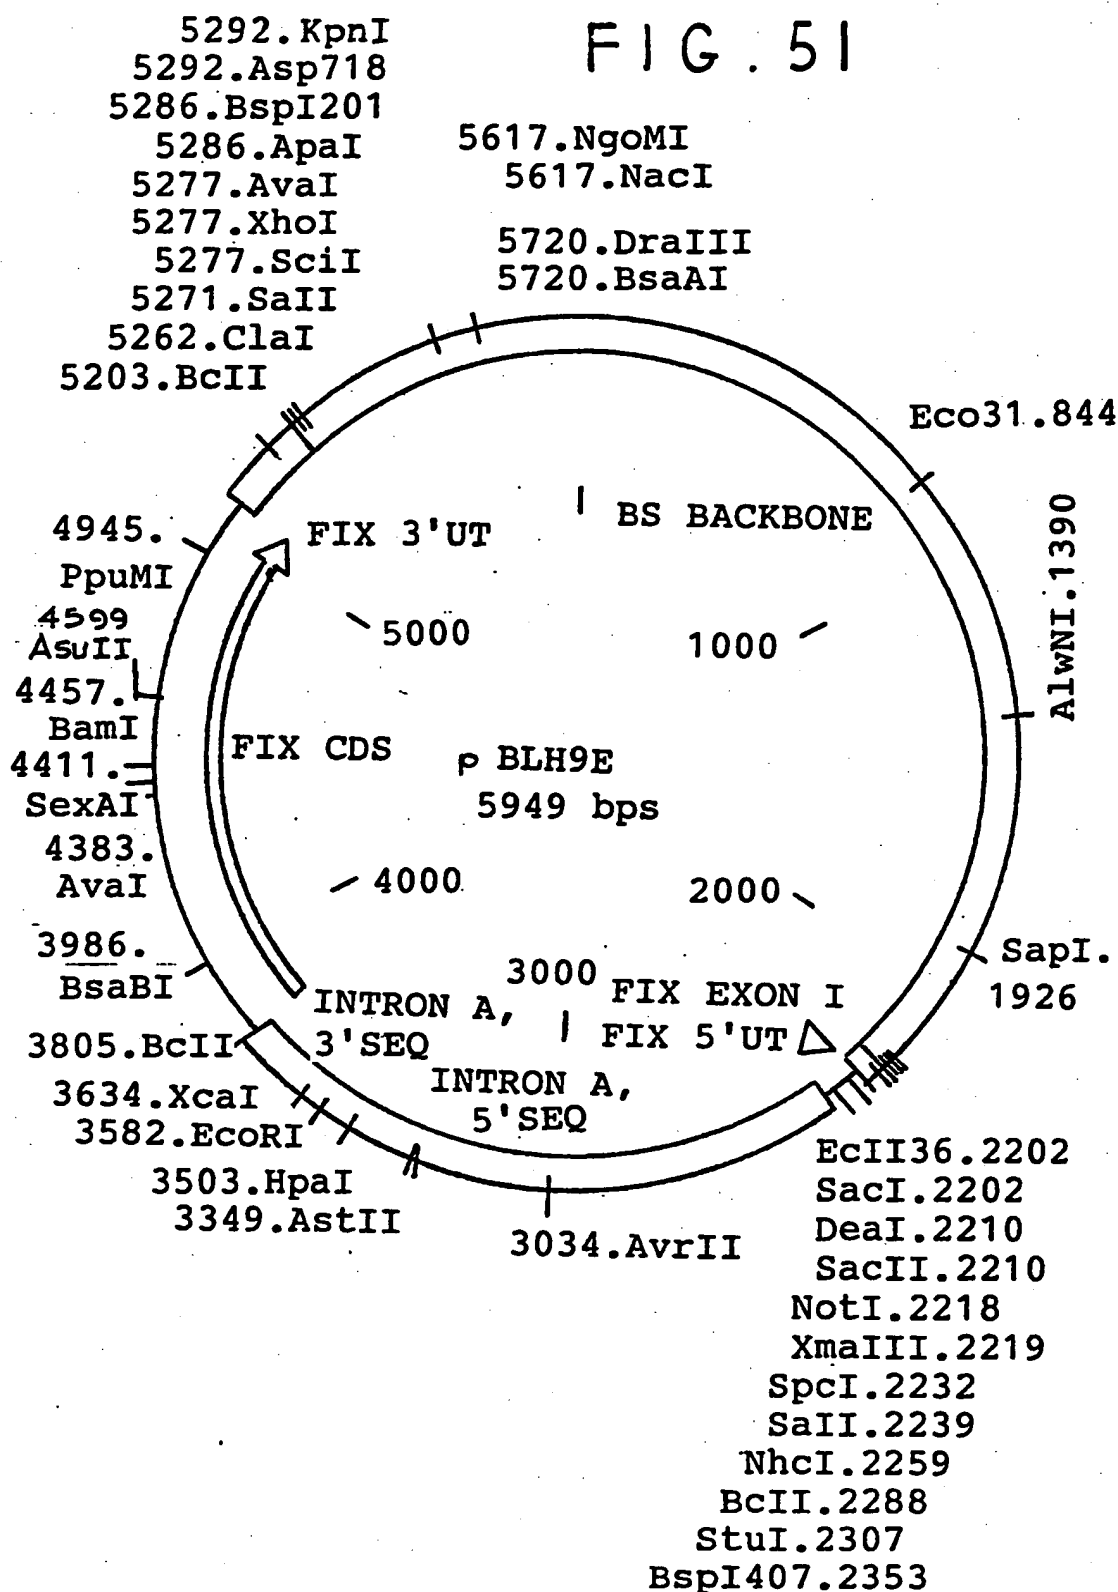 FIG. 51
5292.KpnI
5292.Asp718
5286.BspI201
5286.ApaI
5277.AvaI
5277.XhoI
5277.SciI
5271.SaII
5262.ClaI
5203.BcII
5617.NgoMI
5617.NacI
5720.DraIII
5720.BsaAI
Eco31.844
AlwNI.1390
SapI.
1926
4945.
PpuMI
4599
AsuII
4457.
BamI
4411.
SexAI
4383.
AvaI
3986.
BsaBI
3805.BcII
3634.XcaI
3582.EcoRI
3503.HpaI
3349.AstII
3034.AvrII
BS BACKBONE
FIX 3'UT
5000
1000
FIX CDS
p BLH9E
5949 bps
4000
2000
3000
FIX EXON I
FIX 5'UT
INTRON A,
3'SEQ
INTRON A,
5'SEQ
EcII36.2202
SacI.2202
DeaI.2210
SacII.2210
NotI.2218
XmaIII.2219
SpcI.2232
SaII.2239
NhcI.2259
BcII.2288
StuI.2307
BspI407.2353